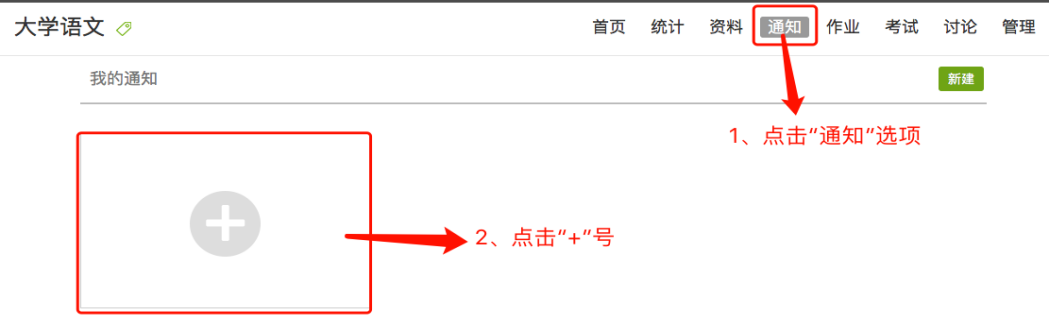 大学语文
首页 统计 资料 通知 作业 考试 讨论 管理
我的通知 新建
1、点击“通知”选项
2、点击“+”号